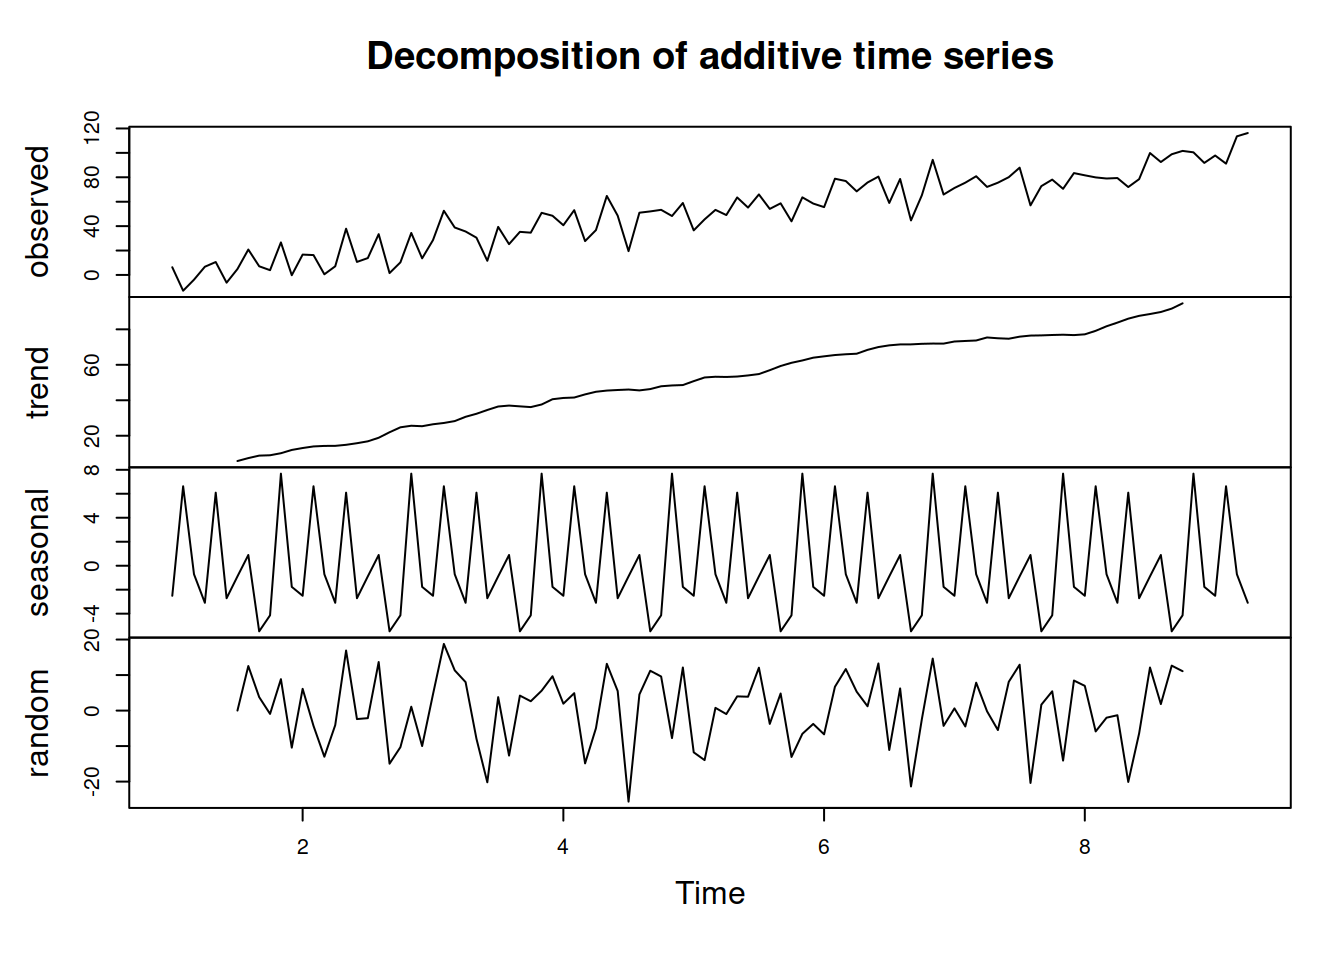 Decomposition of additive time series
observed
0 40 80 120
trend
20 60
seasonal
-4 0 4 8
random
-20 0 20
2 4 6 8
Time